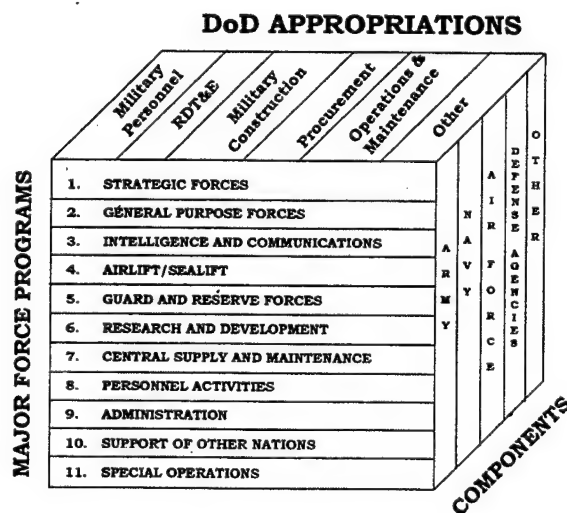 DoD APPROPRIATIONS
Military
Personnel
RDT&E
Military
Construction
Procurement
Operations &
Maintenance
Other
MAJOR FORCE PROGRAMS
1. STRATEGIC FORCES
2. GENERAL PURPOSE FORCES
3. INTELLIGENCE AND COMMUNICATIONS
4. AIRLIFT/SEALIFT
5. GUARD AND RESERVE FORCES
6. RESEARCH AND DEVELOPMENT
7. CENTRAL SUPPLY AND MAINTENANCE
8. PERSONNEL ACTIVITIES
9. ADMINISTRATION
10. SUPPORT OF OTHER NATIONS
11. SPECIAL OPERATIONS
ARMY
NAVY
AIR FORCE
DEFENSE AGENCIES
OTHER
COMPONENTS